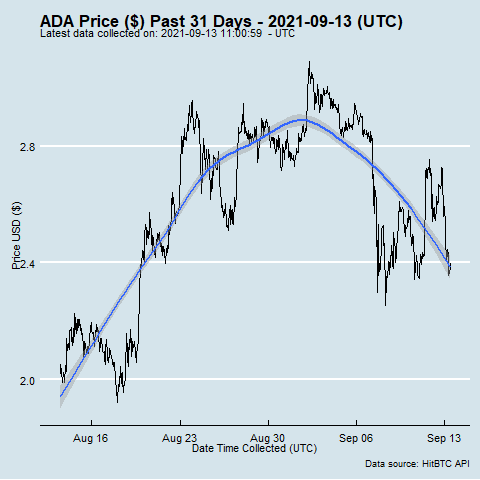 ADA Price ($) Past 31 Days - 2021-09-13 (UTC)
Latest data collected on: 2021-09-13 11:00:59 - UTC
Price USD ($)
2.8
2.4
2.0
Aug 16 Aug 23 Aug 30 Sep 06 Sep 13
Date Time Collected (UTC)
Data source: HitBTC API